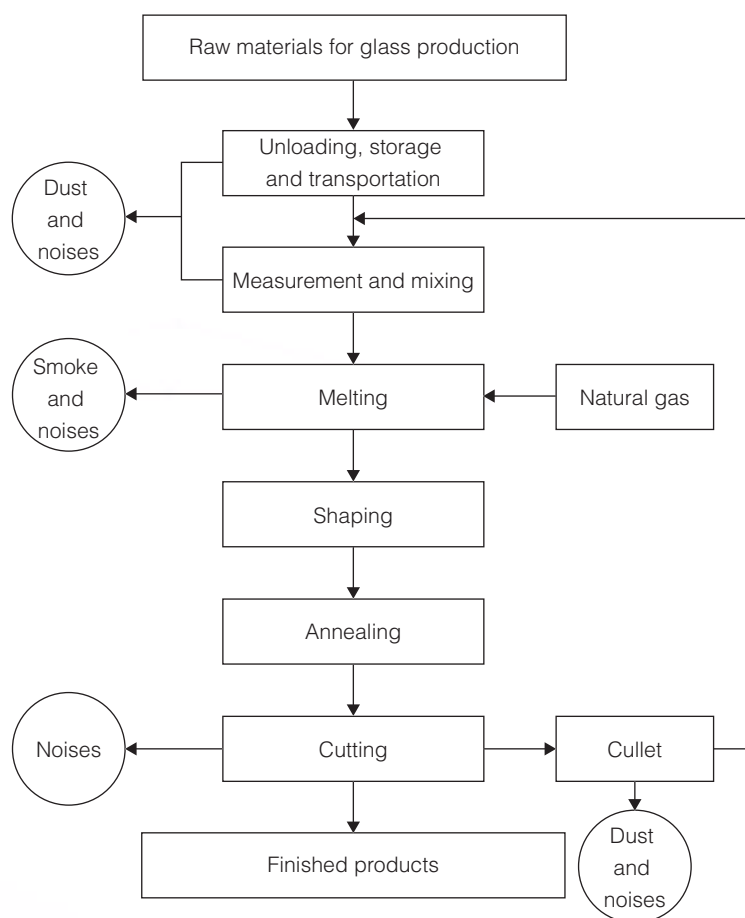 Raw materials for glass production
Unloading, storage
and transportation
Dust
and
noises
Measurement and mixing
Smoke
and
noises
Melting
Natural gas
Shaping
Annealing
Noises
Cutting
Cullet
Finished products
Dust
and
noises